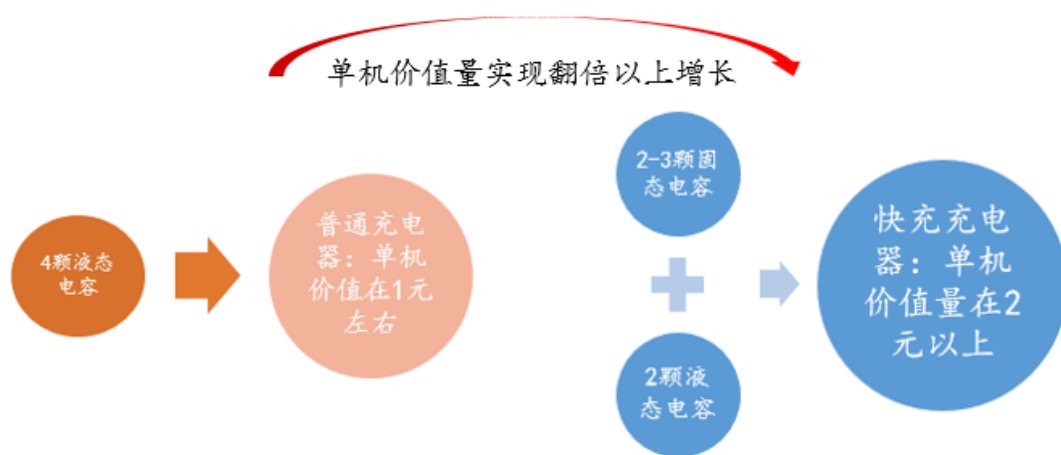 单机价值量实现翻倍以上增长
4颗液态
电容
普通充电
器：单机
价值在1元
左右
2-3颗固
态电容
2颗液
态电容
快充充电
器：单机
价值量在2
元以上